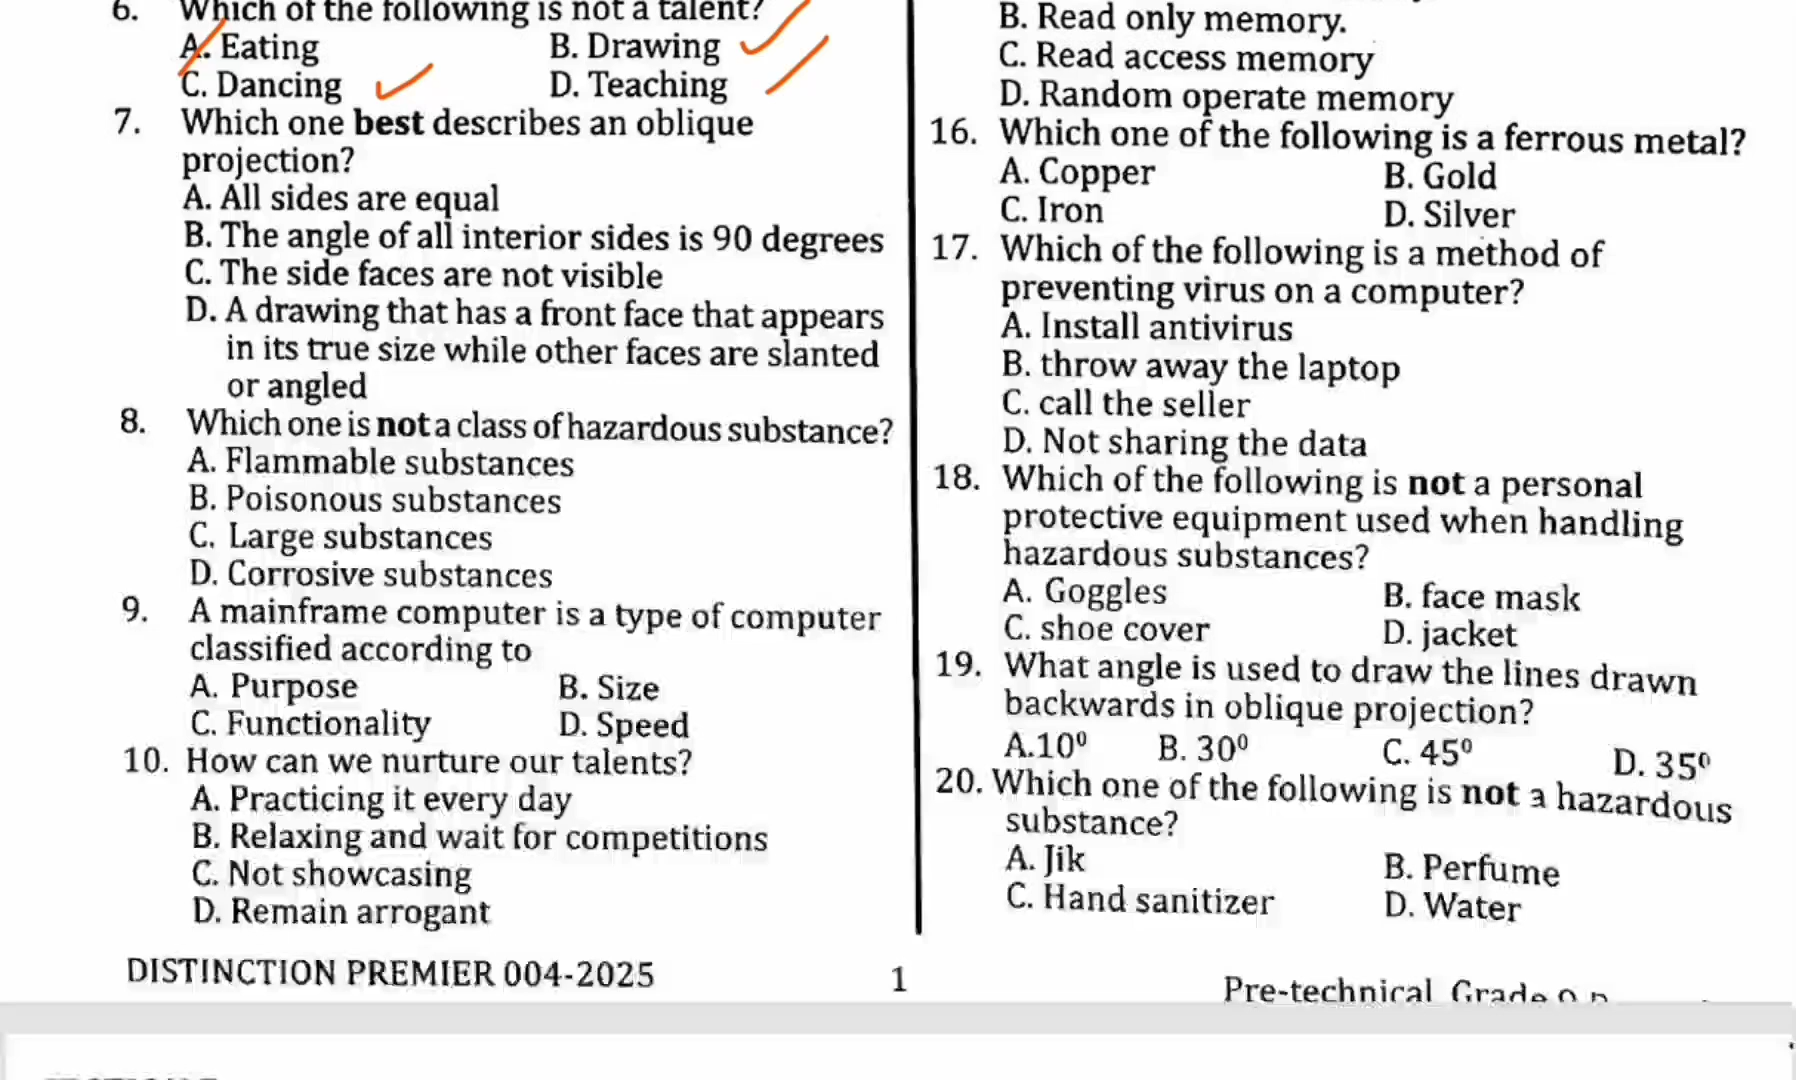 6. Which of the following is not a talent?
A. Eating B. Drawing
C. Dancing D. Teaching
7. Which one best describes an oblique
projection?
A. All sides are equal
B. The angle of all interior sides is 90 degrees
C. The side faces are not visible
D. A drawing that has a front face that appears
in its true size while other faces are slanted
or angled
8. Which one is not a class of hazardous substance?
A. Flammable substances
B. Poisonous substances
C. Large substances
D. Corrosive substances
9. A mainframe computer is a type of computer
classified according to
A. Purpose B. Size
C. Functionality D. Speed
10. How can we nurture our talents?
A. Practicing it every day
B. Relaxing and wait for competitions
C. Not showcasing
D. Remain arrogant
B. Read only memory.
C. Read access memory
D. Random operate memory
16. Which one of the following is a ferrous metal?
A. Copper B. Gold
C. Iron D. Silver
17. Which of the following is a method of
preventing virus on a computer?
A. Install antivirus
B. throw away the laptop
C. call the seller
D. Not sharing the data
18. Which of the following is not a personal
protective equipment used when handling
hazardous substances?
A. Goggles B. face mask
C. shoe cover D. jacket
19. What angle is used to draw the lines drawn
backwards in oblique projection?
A.10⁰ B. 30⁰ C. 45⁰ D. 35⁰
20. Which one of the following is not a hazardous
substance?
A. Jik B. Perfume
C. Hand sanitizer D. Water
DISTINCTION PREMIER 004-2025 1 Pre-technical Grade